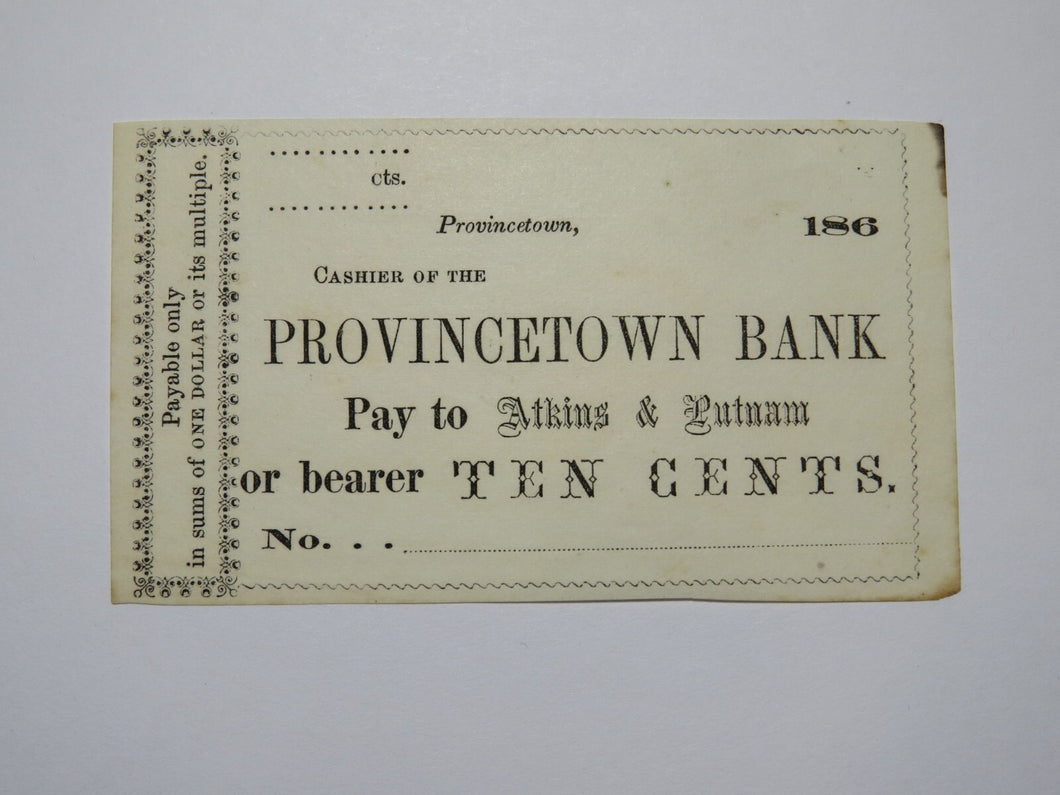 Payable only
in sums of ONE DOLLAR or its multiple.
cts.
Provincetown, 186
CASHIER OF THE
PROVINCETOWN BANK
Pay to Atkins & Putnam
or bearer TEN CENTS.
No. . . .